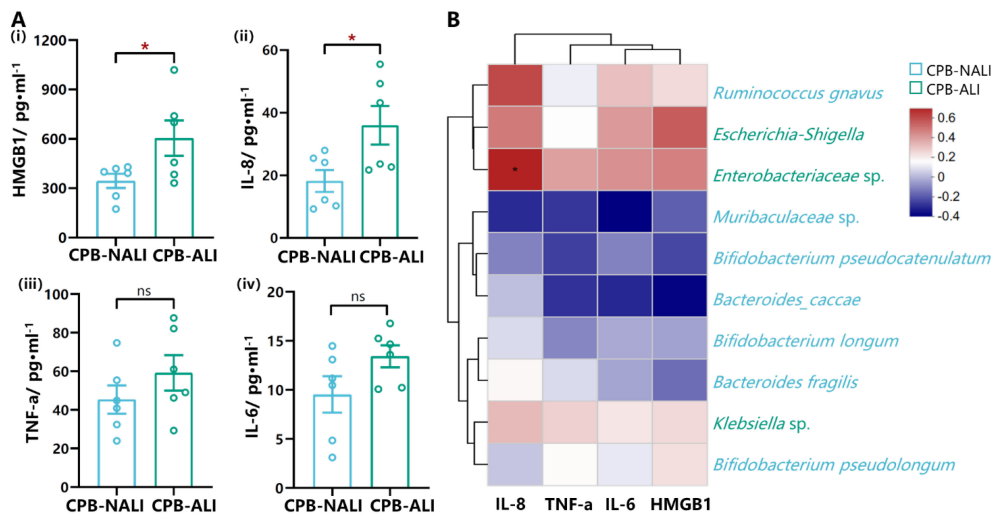 A
(i)
1200
900
600
300
0
HMGB1/ pg•ml-1
*
CPB-NALI CPB-ALI
(ii)
60
40
20
0
IL-8/ pg•ml-1
*
CPB-NALI CPB-ALI
(iii)
100
80
60
40
20
0
TNF-a/ pg•ml-1
ns
CPB-NALI CPB-ALI
(iv)
20.0
15.0
10.0
5.0
0.0
IL-6/ pg•ml-1
ns
CPB-NALI CPB-ALI
B
CPB-NALI
CPB-ALI
Ruminococcus gnavus
Escherichia-Shigella
*
Enterobacteriaceae sp.
Muribaculaceae sp.
Bifidobacterium pseudocatenulatum
Bacteroides_caccae
Bifidobacterium longum
Bacteroides fragilis
Klebsiella sp.
Bifidobacterium pseudolongum
IL-8 TNF-a IL-6 HMGB1
0.6
0.4
0.2
0
-0.2
-0.4